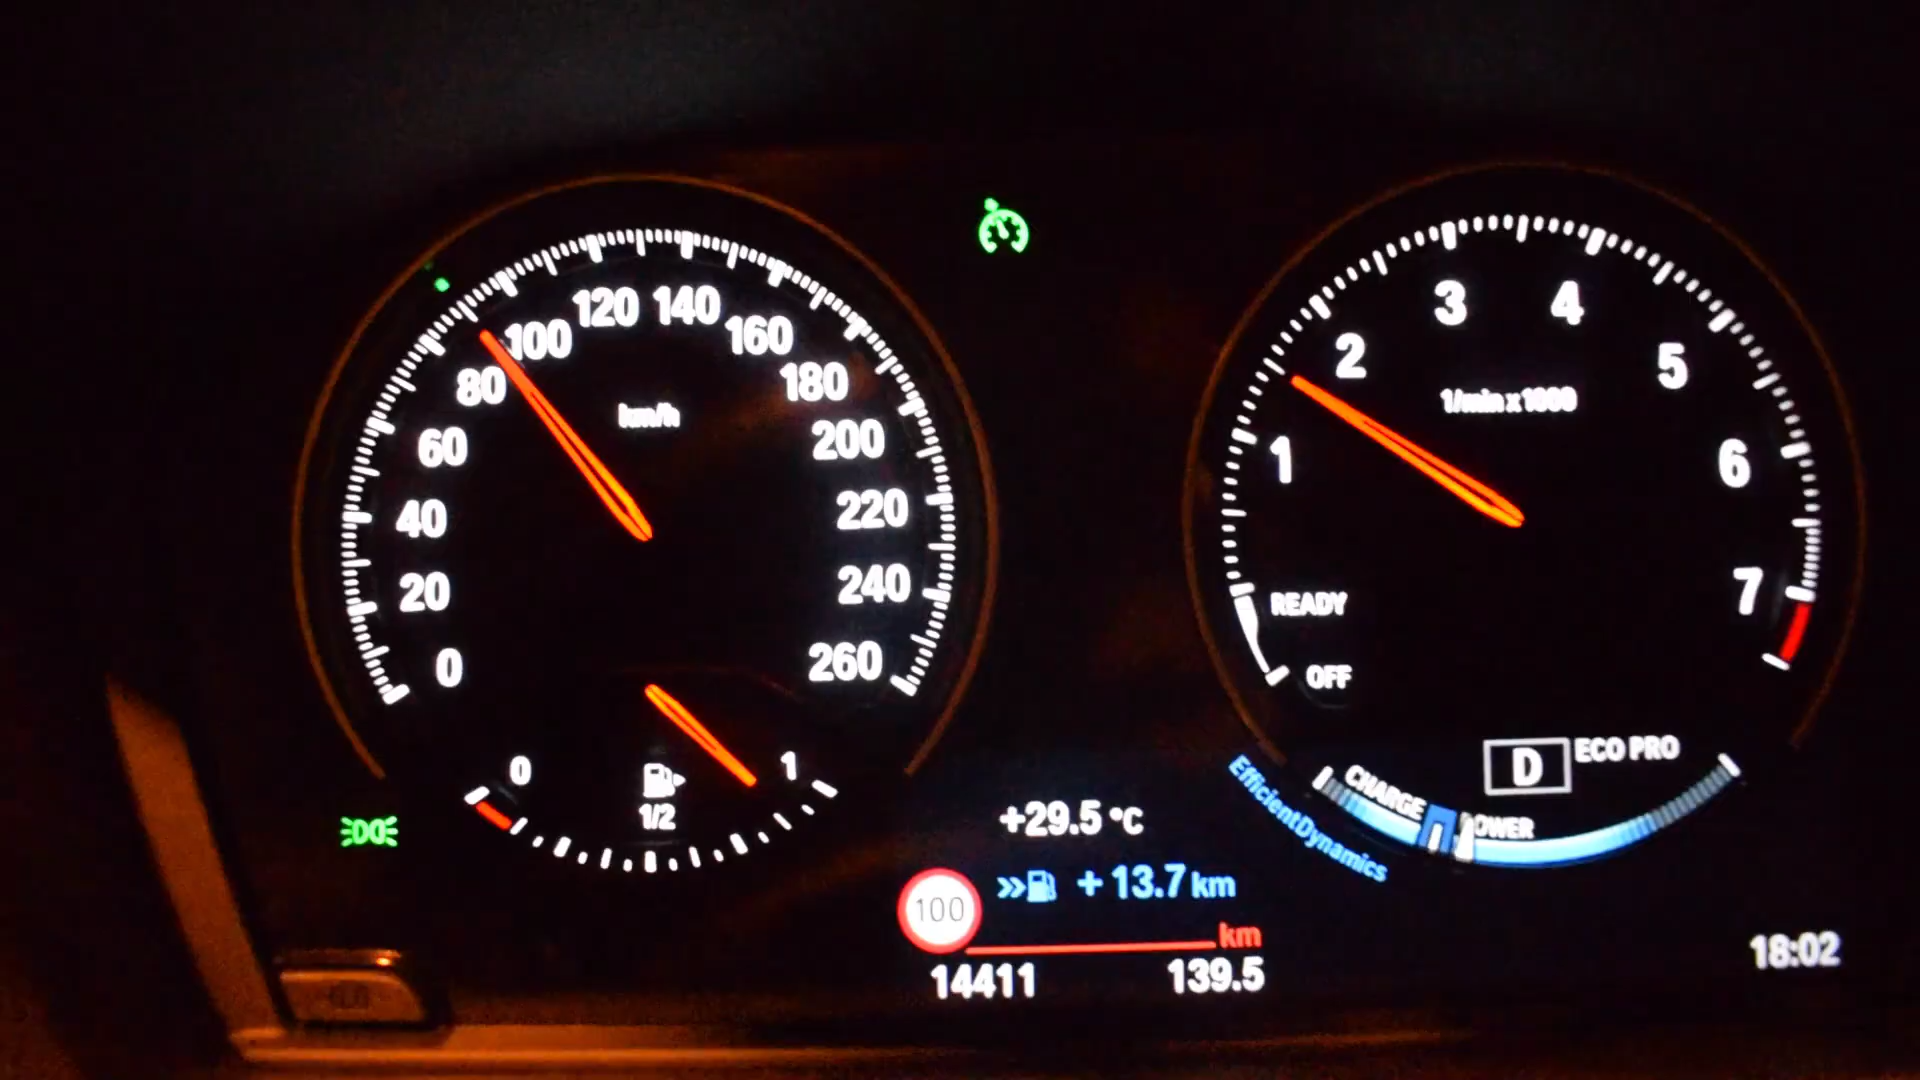 0
20
40
60
80
100
120
140
160
180
200
220
240
260
km/h
0
1/2
1
+29.5 °C
100
+ 13.7 km
km
14411
139.5
OFF
READY
1
2
3
4
5
6
7
1/min x 1000
D
ECO PRO
CHARGE
EfficientDynamics
18:02